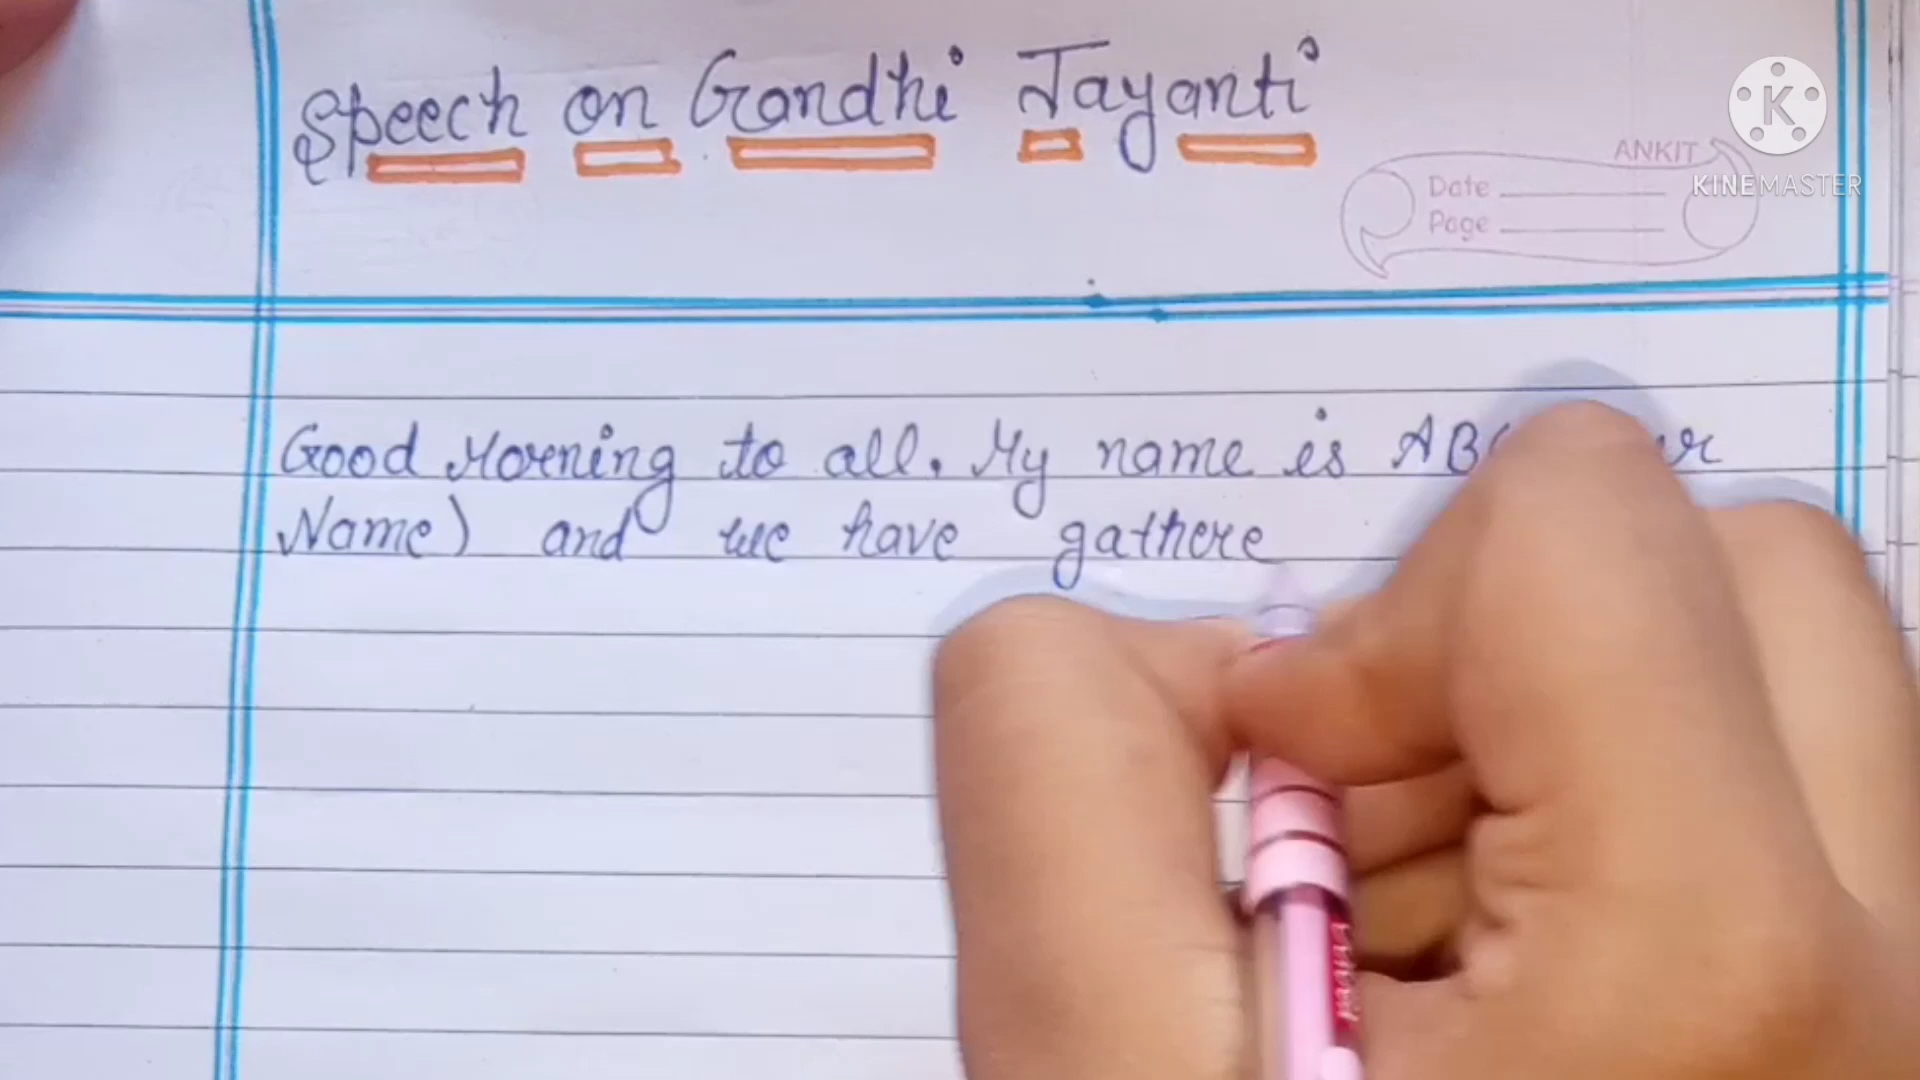 Speech on Gandhi Jayanti
ANKIT
Date
Page
K
KINEMASTER
Good Morning to all. My name is AB
Name) and we have gathere